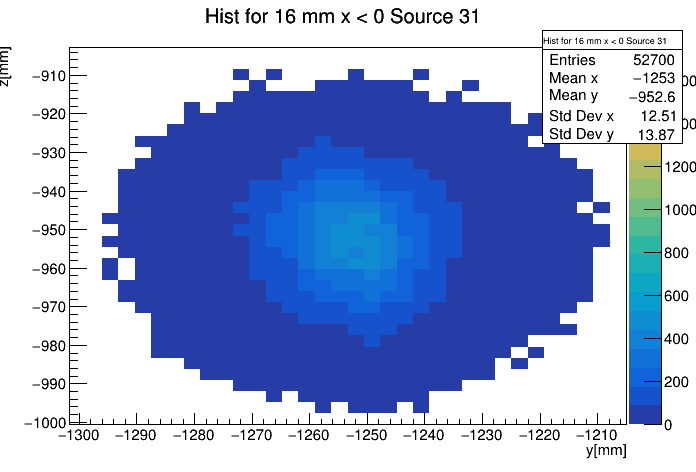 Hist for 16 mm x < 0 Source 31
Hist for 16 mm x < 0 Source 31
Entries 52700
Mean x −1253
Mean y −952.6
Std Dev x 12.51
Std Dev y 13.87
z[mm]
−910
−920
−930
−940
−950
−960
−970
−980
−990
−1000
−1300 −1290 −1280 −1270 −1260 −1250 −1240 −1230 −1220 −1210
y[mm]
1200
1000
800
600
400
200
0